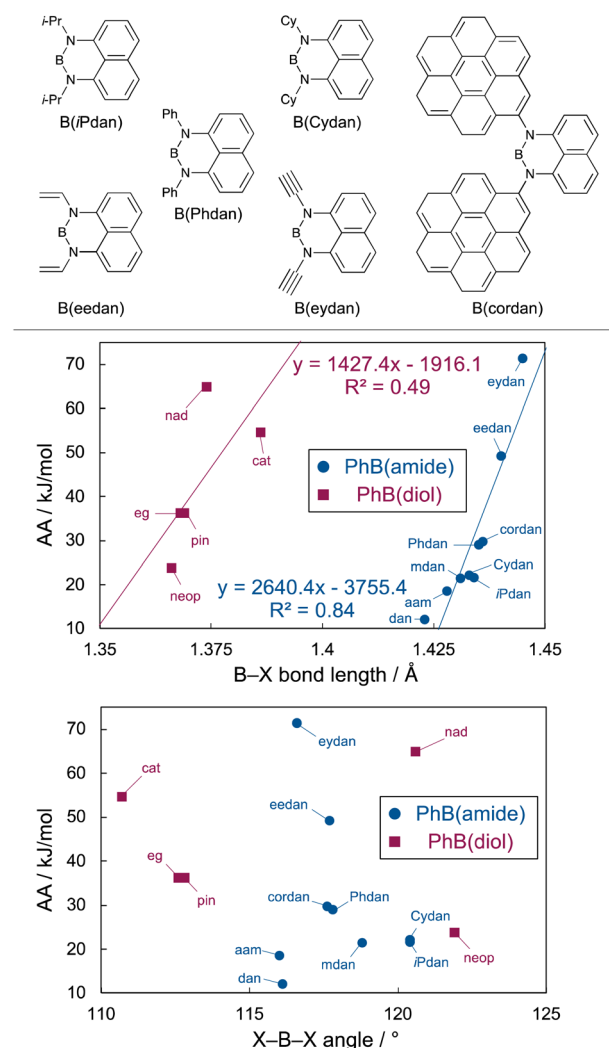 i-Pr
N
B
N
i-Pr
B(iPdan)
Ph
N
B
N
Ph
B(Phdan)
Cy
N
B
N
Cy
B(Cydan)
N
B
N
B(cordan)
N
B
N
B(eedan)
N
B
N
B(eydan)
AA / kJ/mol
70
60
50
40
30
20
10
y = 1427.4x - 1916.1
R² = 0.49
eydan
nad
eedan
cat
PhB(amide)
PhB(diol)
eg
pin
cordan
Phdan
mdan
Cydan
neop
y = 2640.4x - 3755.4
R² = 0.84
iPdan
aam
dan
1.35
1.375
1.4
1.425
1.45
B–X bond length / Å
AA / kJ/mol
70
60
50
40
30
20
10
eydan
nad
cat
eedan
PhB(amide)
PhB(diol)
eg
pin
cordan
Phdan
Cydan
aam
mdan
iPdan
neop
dan
110
115
120
125
X–B–X angle / °